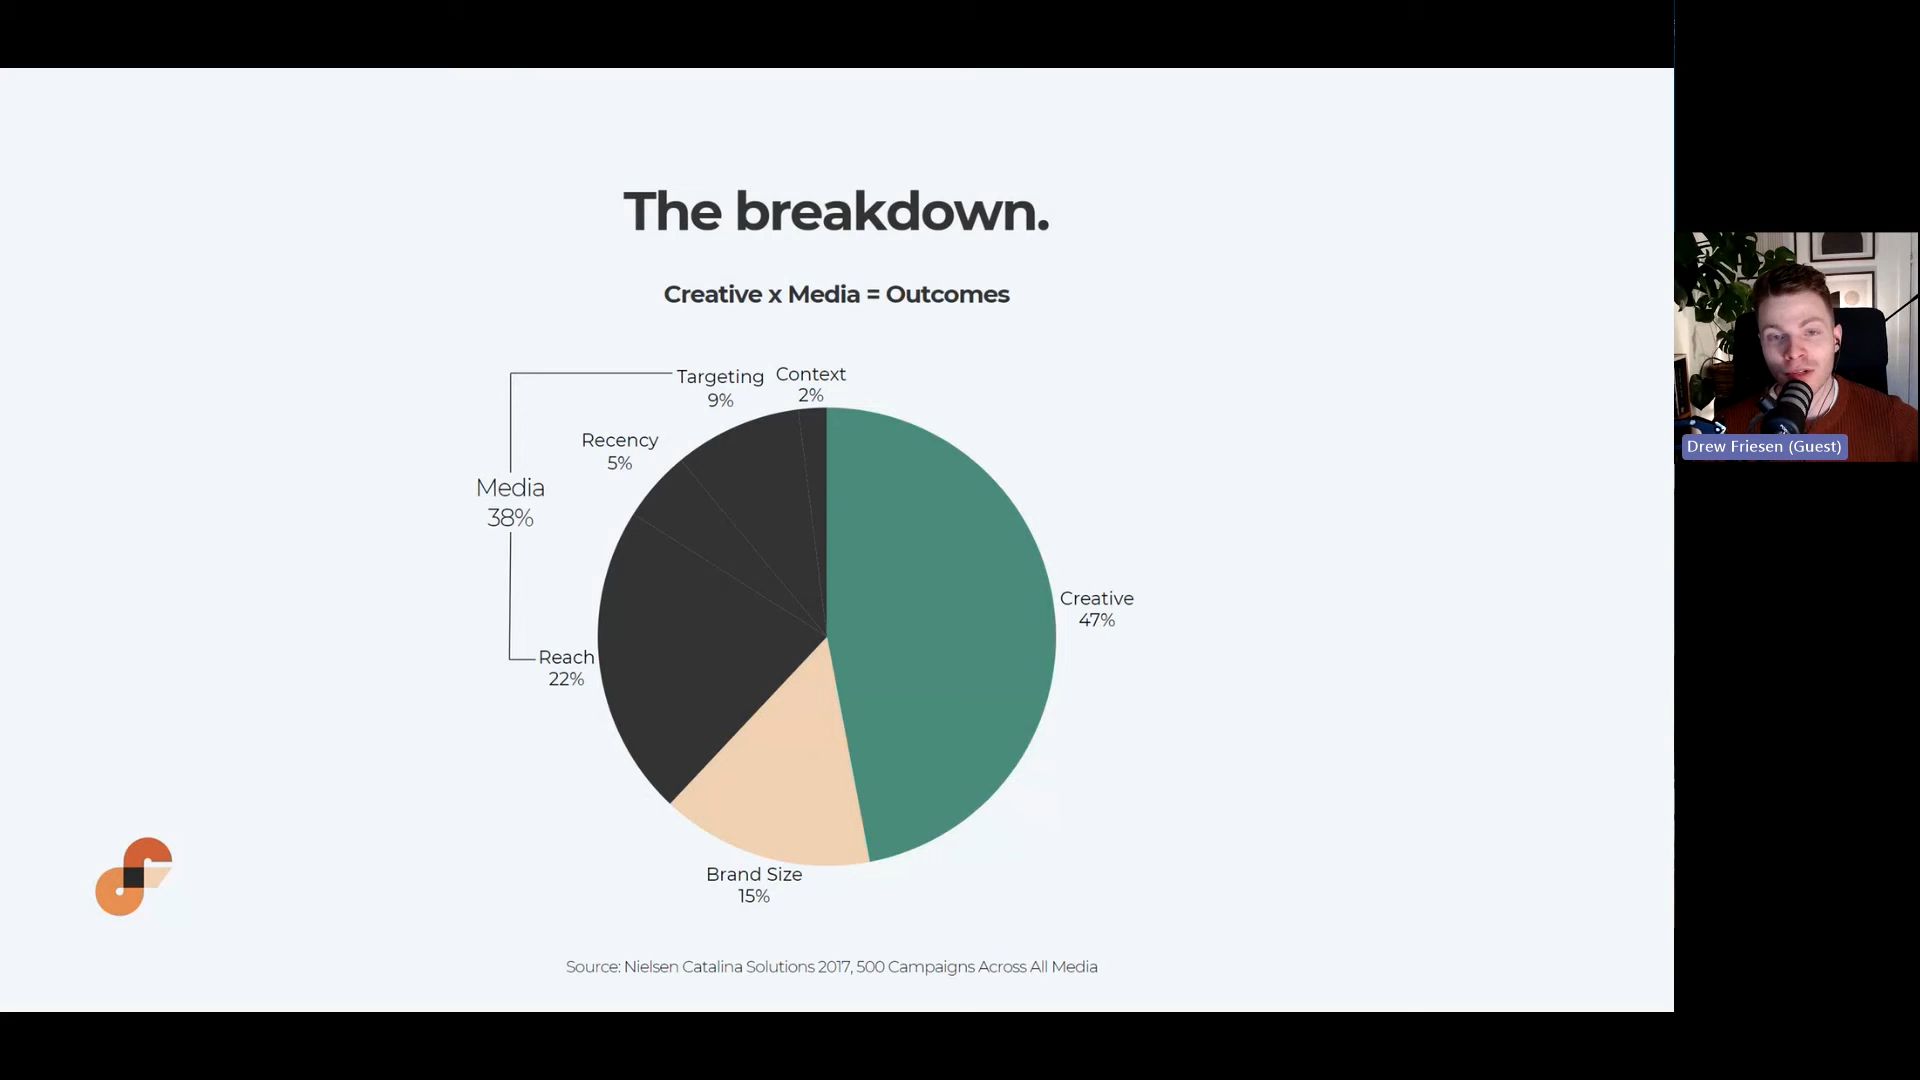 The breakdown.
Creative x Media = Outcomes
Targeting
9%
Context
2%
Recency
5%
Media
38%
Creative
47%
Reach
22%
Brand Size
15%
Source: Nielsen Catalina Solutions 2017, 500 Campaigns Across All Media
Drew Friesen (Guest)